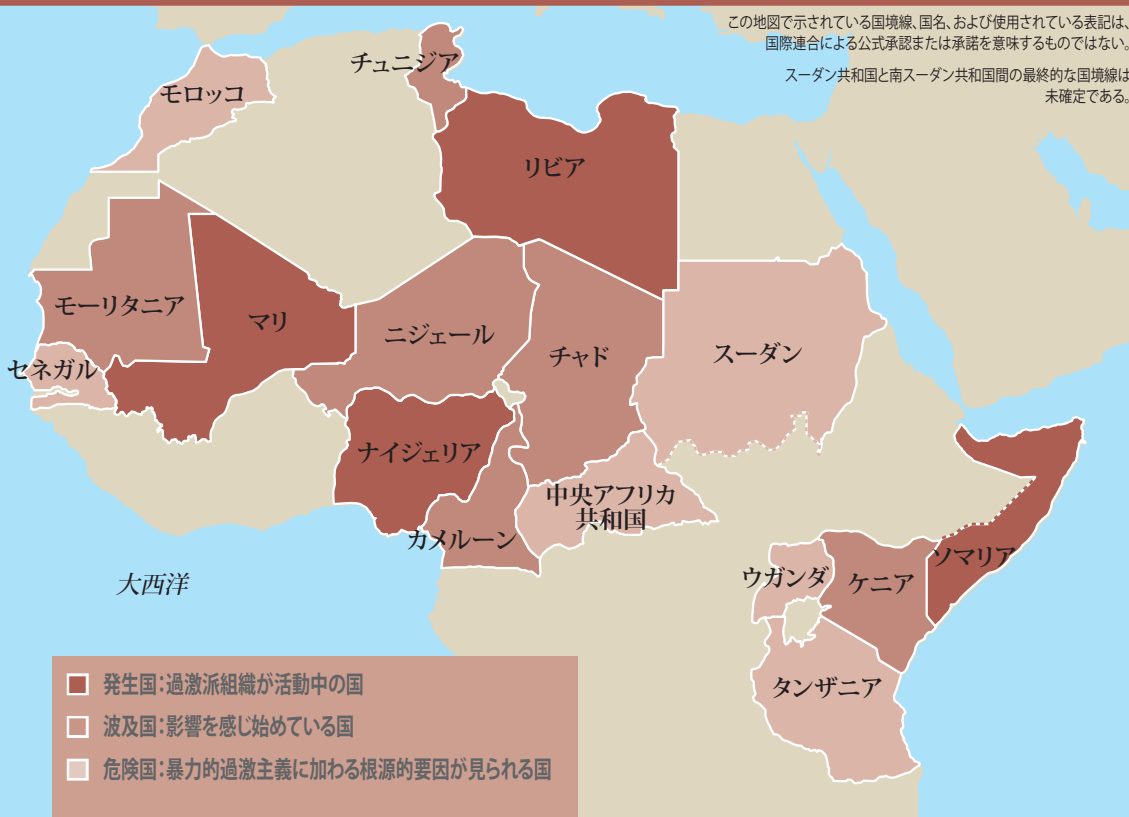 この地図で示されている国境線、国名、および使用されている表記は、
国際連合による公式承認または承諾を意味するものではない。
スーダン共和国と南スーダン共和国間の最終的な国境線は
未確定である。
チュニジア
モロッコ
リビア
モーリタニア
マリ
ニジェール
チャド
スーダン
セネガル
ナイジェリア
中央アフリカ
共和国
カメルーン
ソマリア
ウガンダ
ケニア
大西洋
タンザニア
発生国：過激派組織が活動中の国
波及国：影響を感じ始めている国
危険国：暴力的過激主義に加わる根源的要因が見られる国